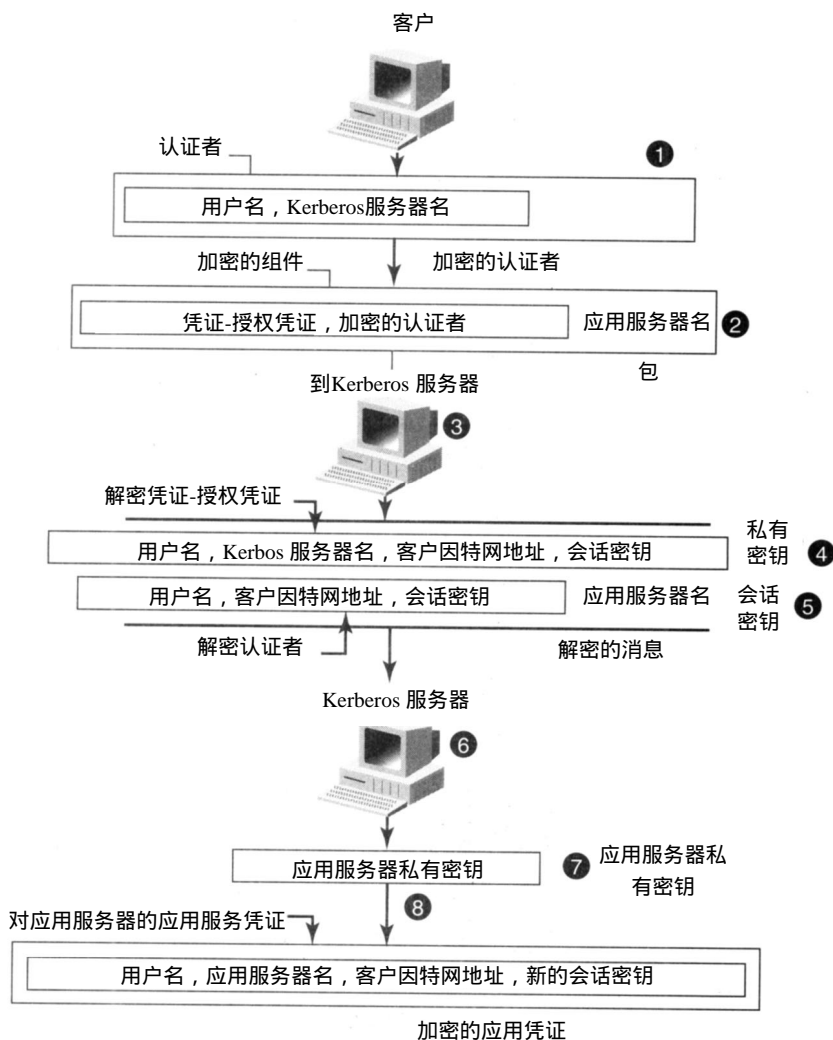 客户
认证者
1
用户名，Kerberos服务器名
加密的组件
加密的认证者
凭证-授权凭证，加密的认证者
应用服务器名
2
包
到Kerberos 服务器
3
解密凭证-授权凭证
私有
密钥
4
用户名，Kerbos 服务器名，客户因特网地址，会话密钥
用户名，客户因特网地址，会话密钥
应用服务器名
会话
密钥
5
解密认证者
解密的消息
Kerberos 服务器
6
应用服务器私有密钥
7
应用服务器私
有密钥
8
对应用服务器的应用服务凭证
用户名，应用服务器名，客户因特网地址，新的会话密钥
加密的应用凭证